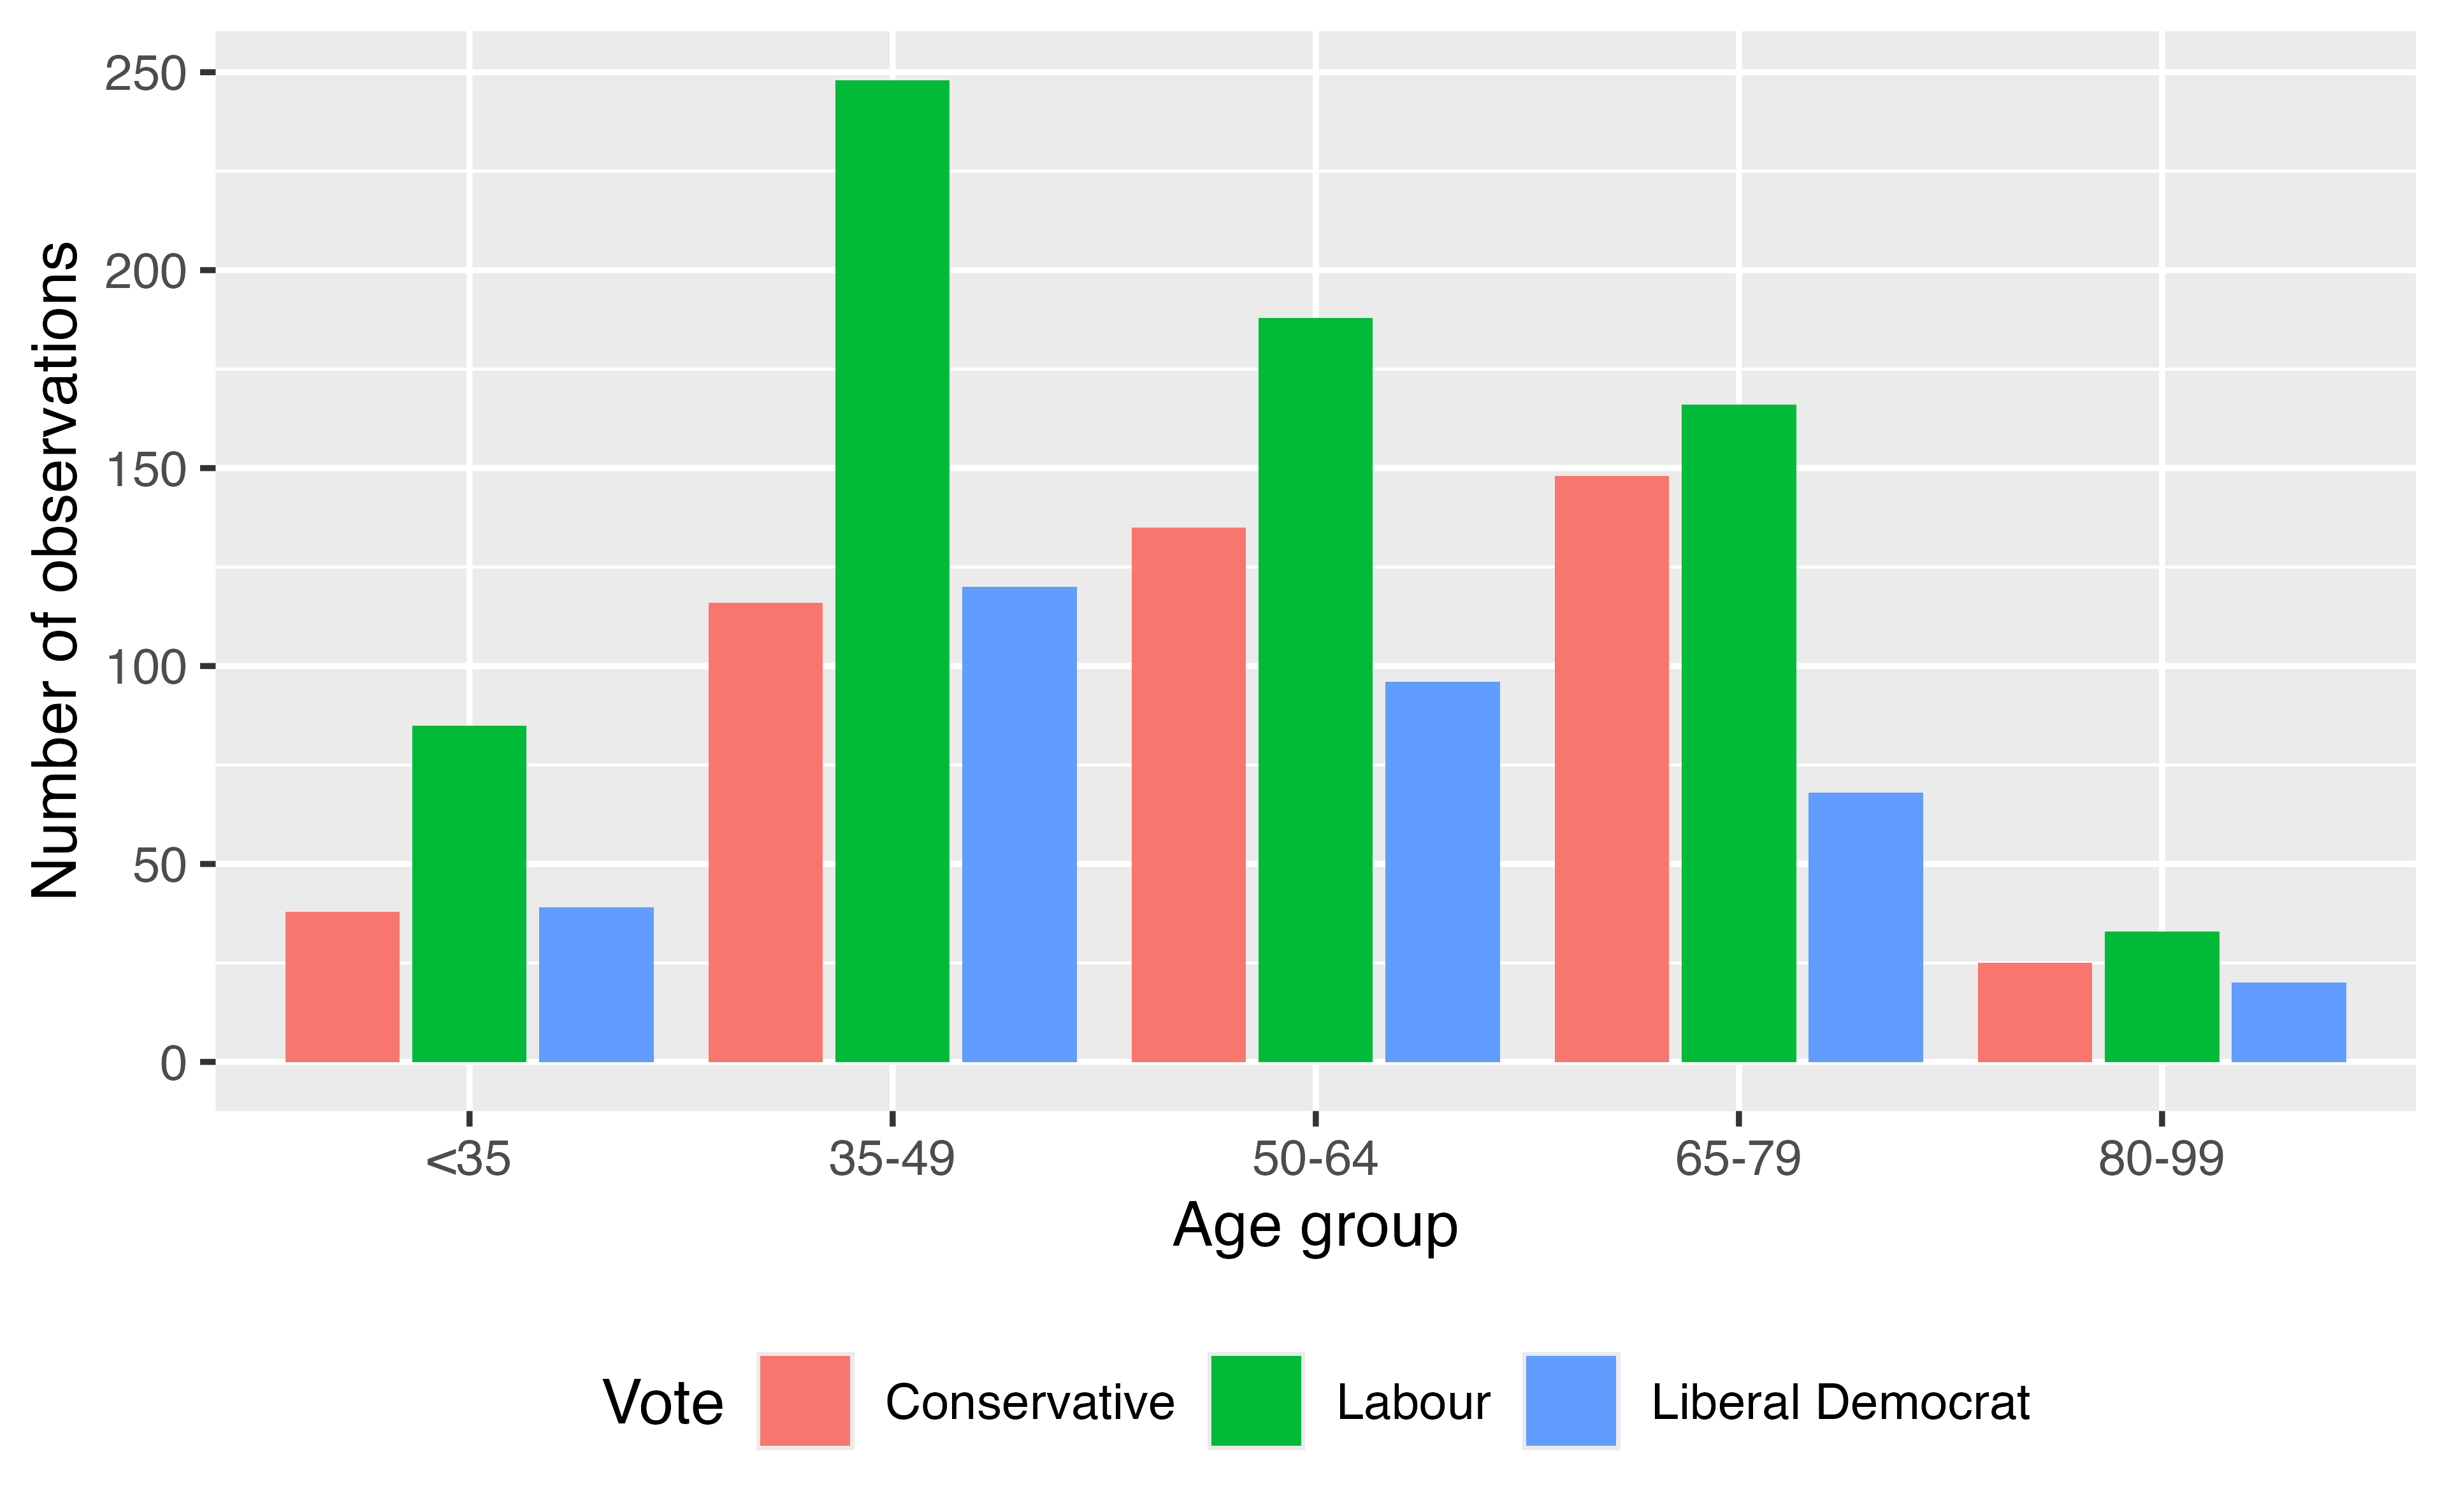 Number of observations
250
200
150
100
50
0
<35 35-49 50-64 65-79 80-99
Age group
Vote Conservative Labour Liberal Democrat